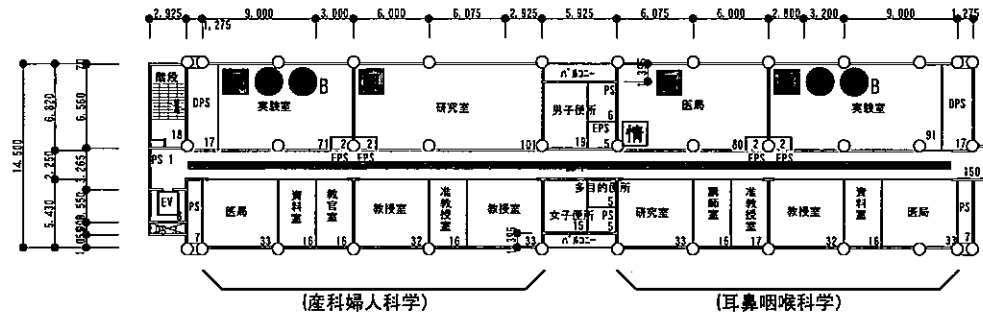 2,925 9,000 3,000 6,000 6,075 2,925 5,925 6,075 6,000 2,800 3,200 9,000 1,275
1,275
階段 DPS 実験室 B 研究室 バルコニー 男子便所 PS 6 EPS 医局 情 実験室 B DPS
18 17 71 2 2 101 19 5 80 2 2 91 17
PS 1 EPS EPS EPS EPS 150
14,500 6,820 2,250 5,430 70 6,560 3,265
EV PS 医局 資料室 教官室 教授室 准教授室 教授室 多目的便所 5 女子便所 PS 研究室 講師室 准教授室 教授室 資料室 医局 PS
7 33 16 16 32 16 33 15 5 33 16 17 32 16 33 7
バルコニー
(産科婦人科学) (耳鼻咽喉科学)